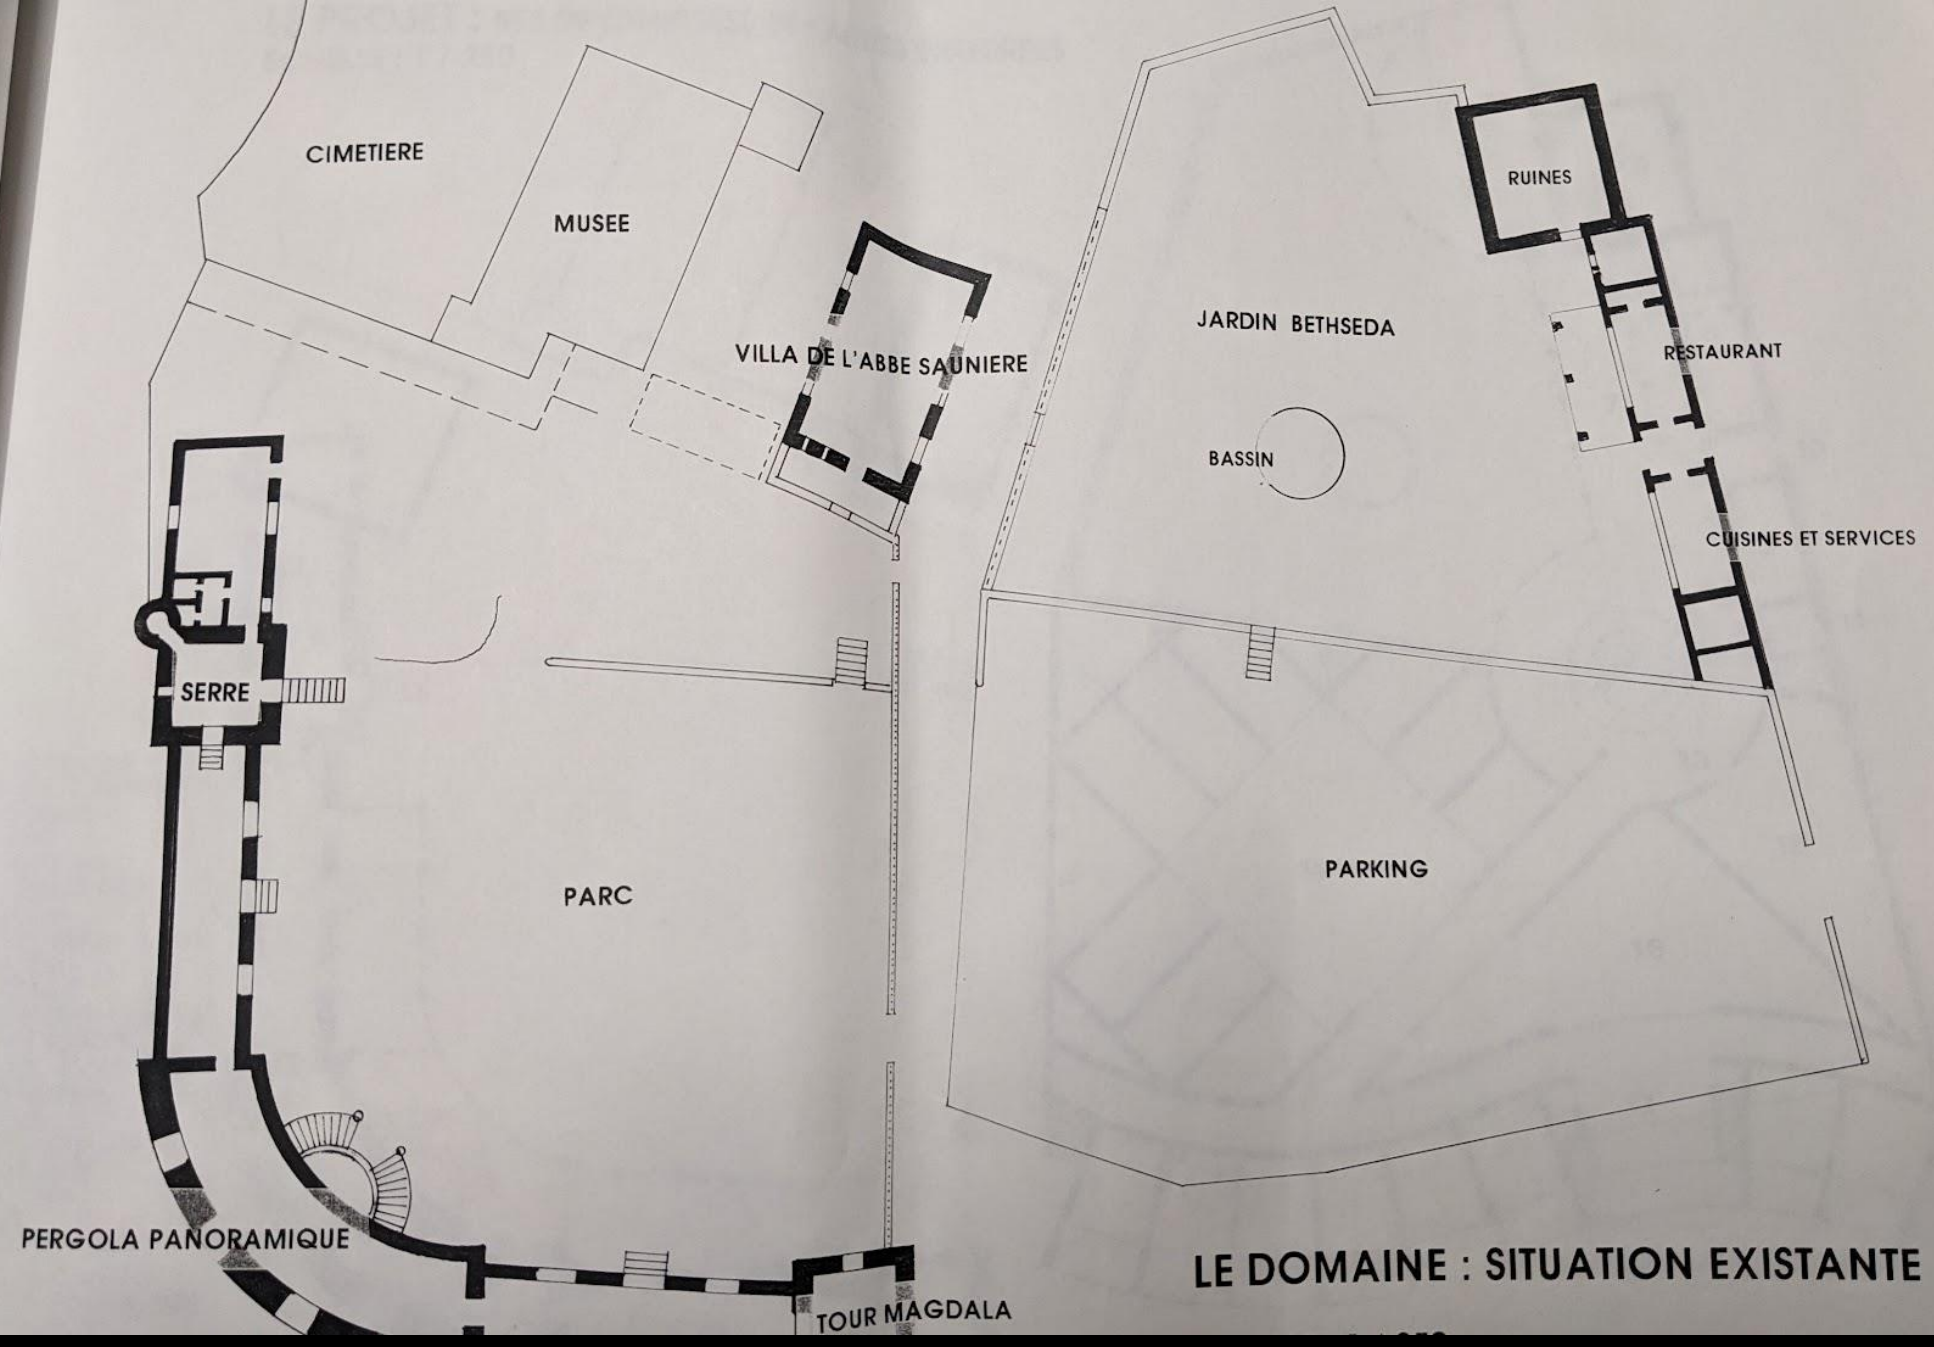 CIMETIERE
MUSEE
RUINES
JARDIN BETHSEDA
VILLA DE L'ABBE SAUNIERE
RESTAURANT
BASSIN
CUISINES ET SERVICES
SERRE
PARC
PARKING
PERGOLA PANORAMIQUE
TOUR MAGDALA
LE DOMAINE : SITUATION EXISTANTE